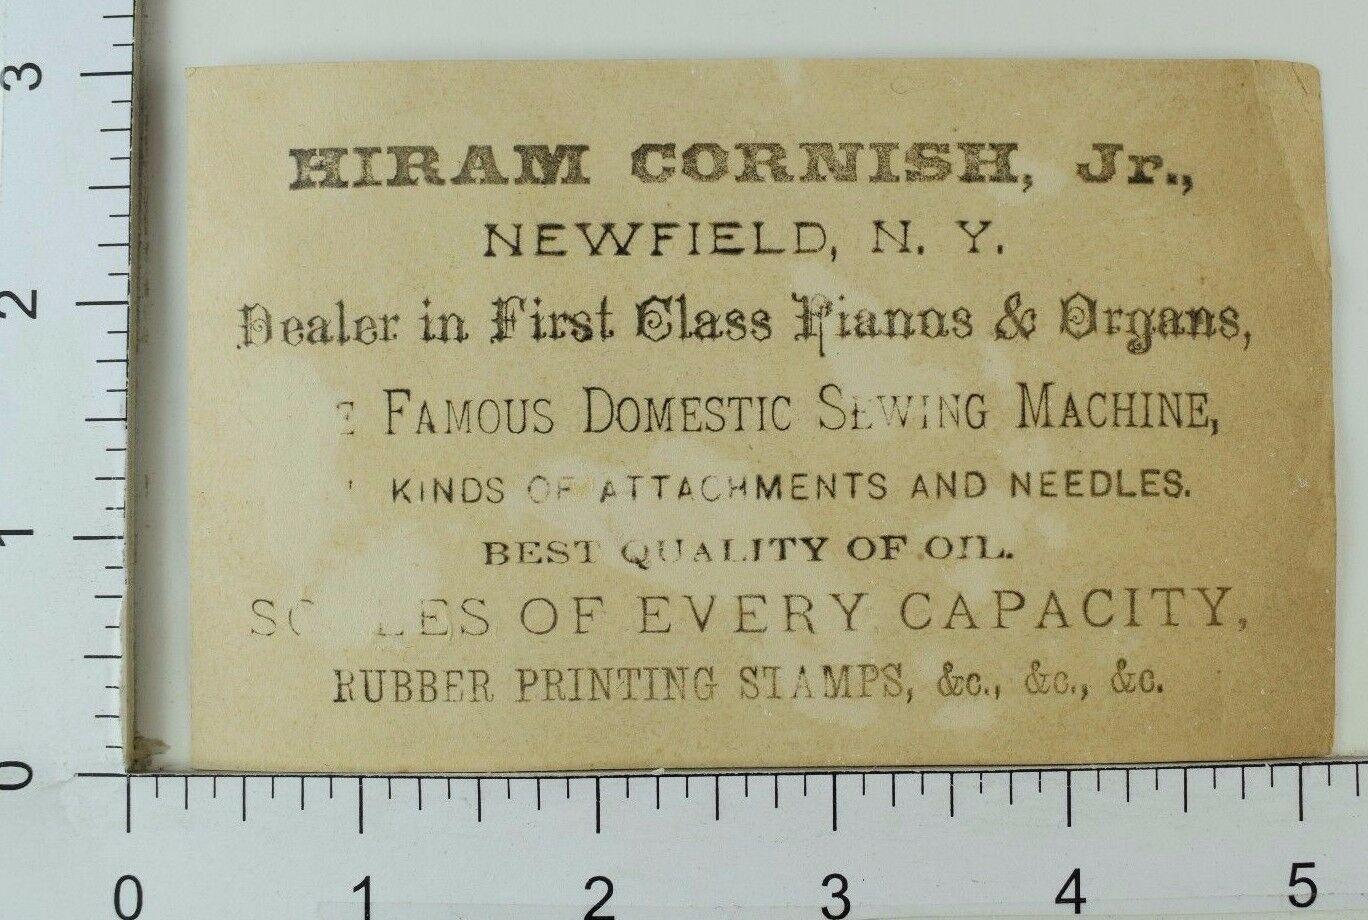 HIRAM CORNISH, Jr.,
NEWFIELD, N. Y.
Dealer in First Class Pianos & Organs,
E FAMOUS DOMESTIC SEWING MACHINE,
KINDS OF ATTACHMENTS AND NEEDLES.
BEST QUALITY OF OIL.
SCALES OF EVERY CAPACITY,
RUBBER PRINTING STAMPS, &c., &c., &c.
3
2
1
0
0 1 2 3 4 5